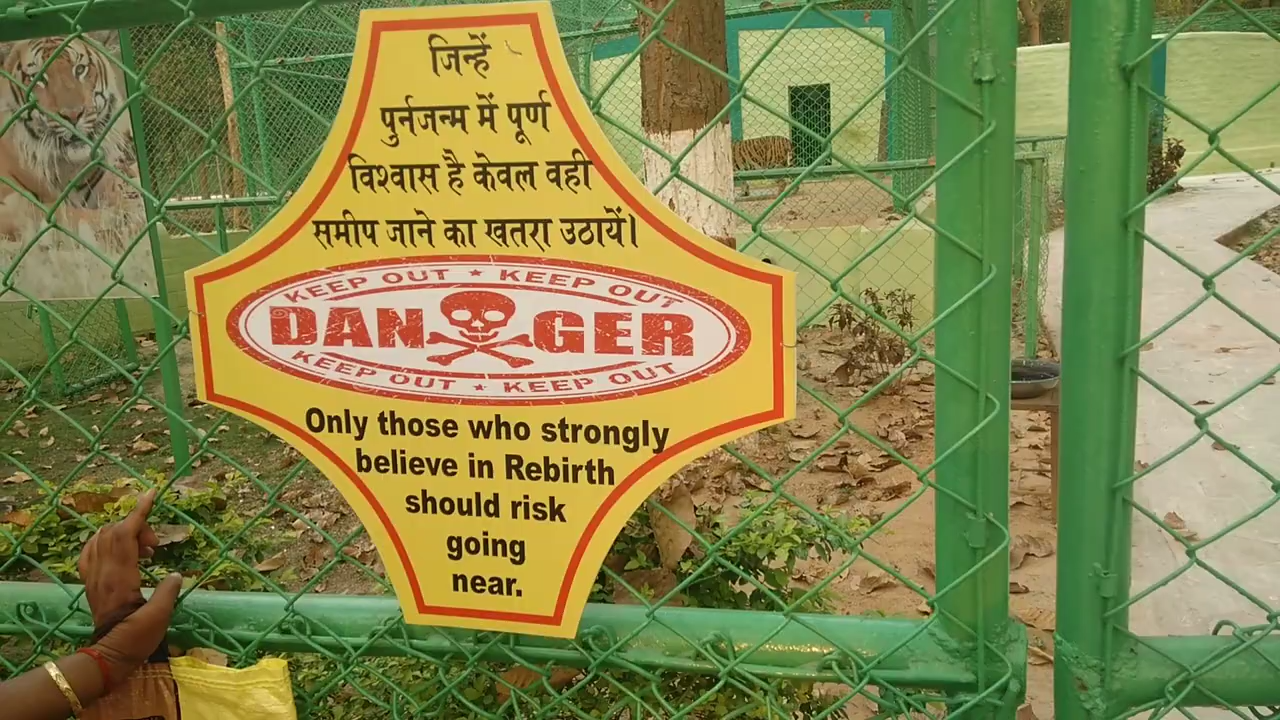 जिन्हें
पुर्नजन्म में पूर्ण
विश्वास है केवल वही
समीप जाने का खतरा उठायें।
KEEP OUT ★ KEEP OUT
DANGER
KEEP OUT ★ KEEP OUT
Only those who strongly
believe in Rebirth
should risk
going
near.